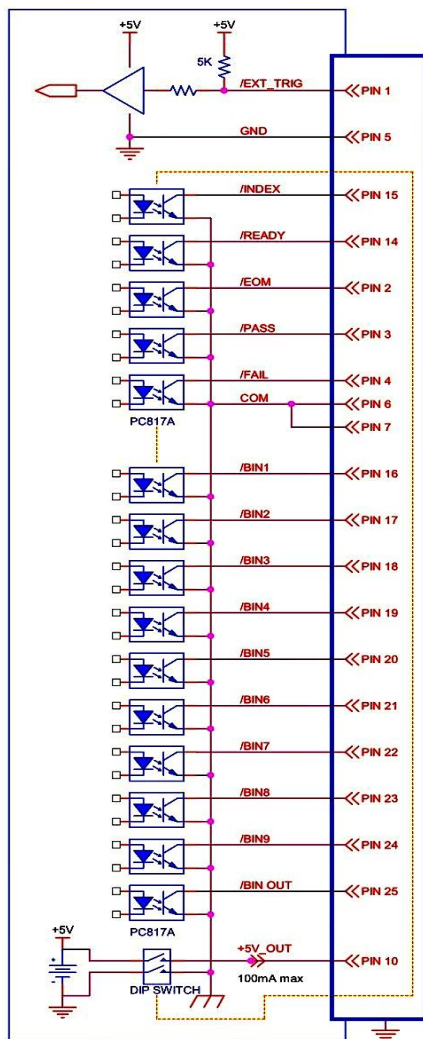 +5V +5V
5K
/EXT_TRIG PIN 1
GND PIN 5
/INDEX PIN 15
/READY PIN 14
/EOM PIN 2
/PASS PIN 3
/FAIL PIN 4
COM PIN 6
PC817A
PIN 7
/BIN1 PIN 16
/BIN2 PIN 17
/BIN3 PIN 18
/BIN4 PIN 19
/BIN5 PIN 20
/BIN6 PIN 21
/BIN7 PIN 22
/BIN8 PIN 23
/BIN9 PIN 24
/BIN OUT PIN 25
PC817A
+5V
+5V_OUT PIN 10
100mA max
DIP SWITCH